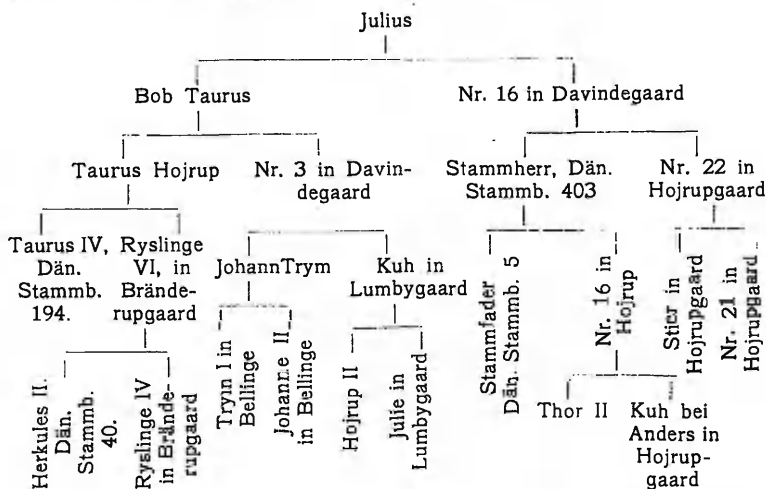 Julius
Bob Taurus
Nr. 16 in Davindegaard
Taurus Hojrup
Nr. 3 in Davin-
degaard
Stammherr, Dän.
Stammb. 403
Nr. 22 in
Hojrupgaard
Taurus IV,
Dän.
Stammb.
194.
Ryslinge
VI, in
Brände-
rupgaard
JohannTrym
Kuh in
Lumbygaard
Stammfader
Dän. Stammb. 5
Nr. 16 in
Hojrup
Stier in
Hojrupgaard
Nr. 21 in
Hojrupgaard
Herkules II.
Dän.
Stammb.
40.
Ryslinge IV
in Brände-
rupgaard
Trym I in
Bellinge
Johanne II
in Bellinge
Hojrup II
Julie in
Lumbygaard
Thor II
Kuh bei
Anders in
Hojrup-
gaard